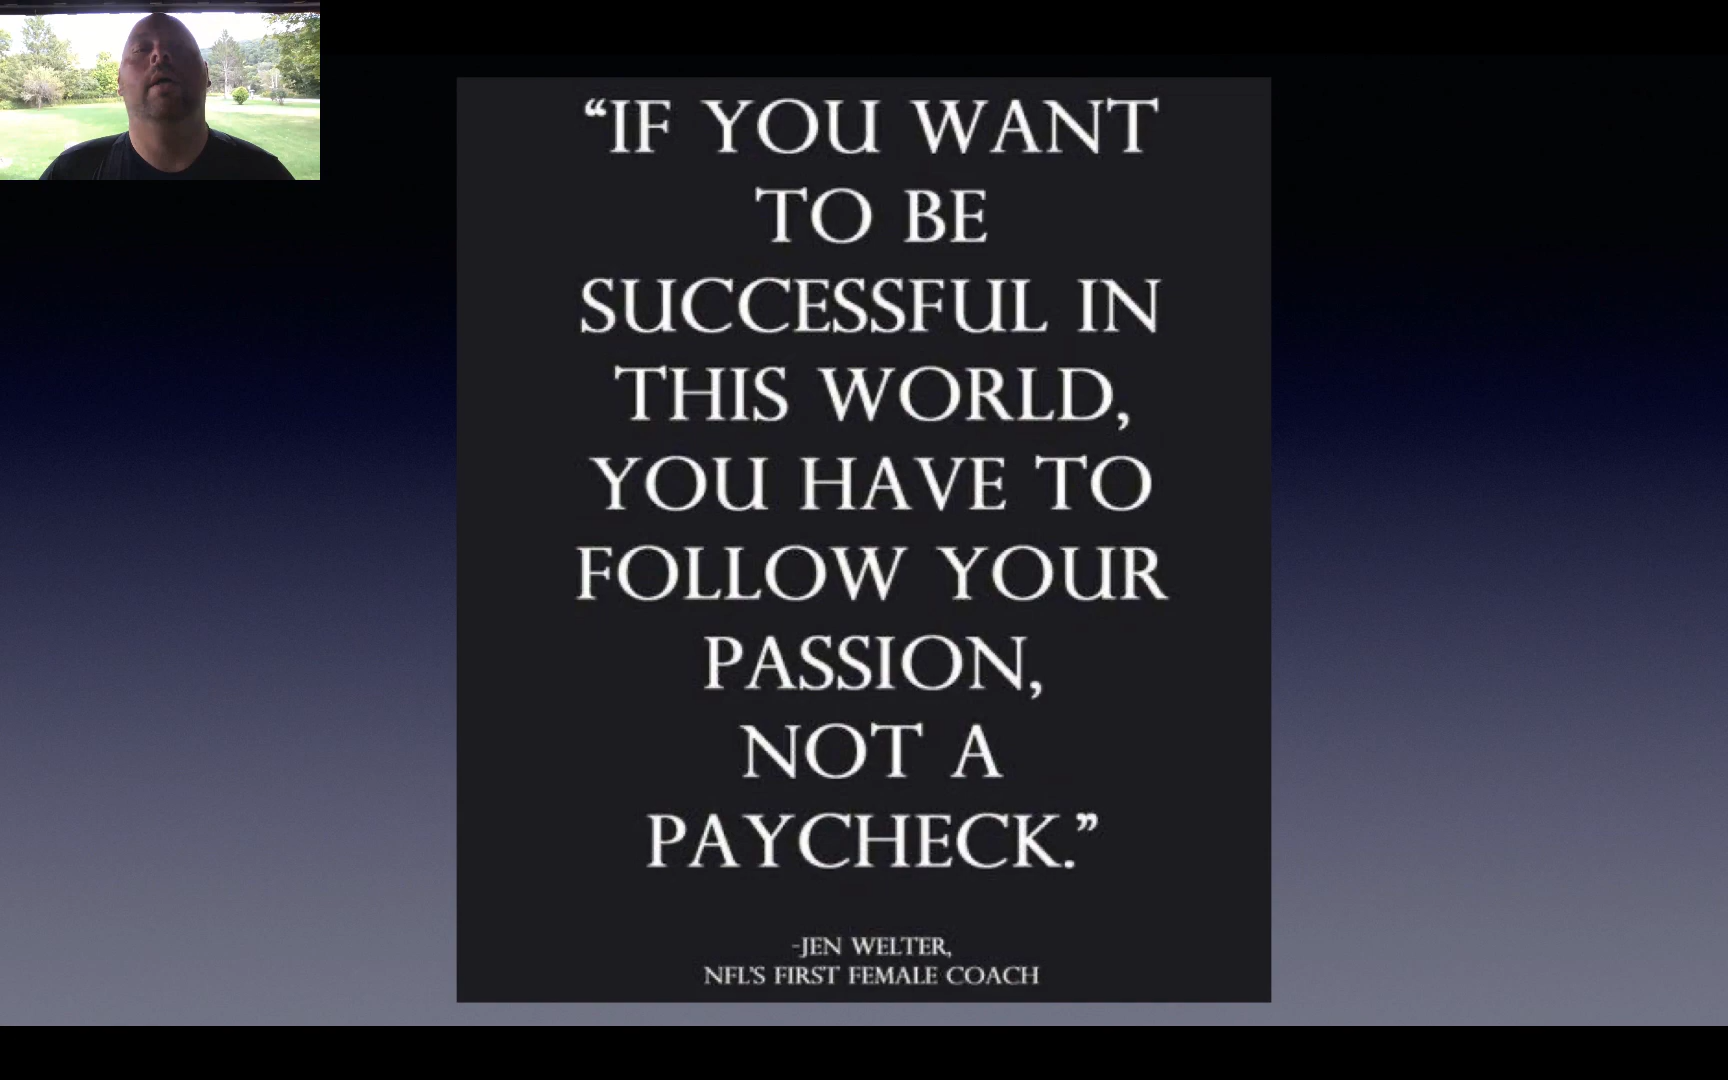 “IF YOU WANT
TO BE
SUCCESSFUL IN
THIS WORLD,
YOU HAVE TO
FOLLOW YOUR
PASSION,
NOT A
PAYCHECK.”
-JEN WELTER,
NFL'S FIRST FEMALE COACH